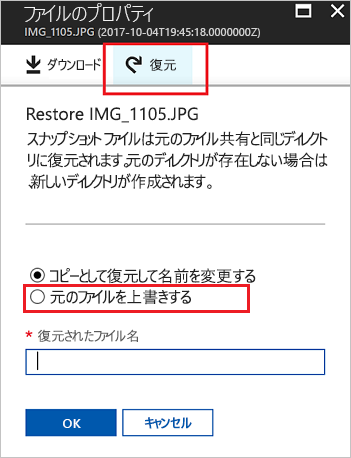 ファイルのプロパティ
IMG_1105.JPG (2017-10-04T19:45:18.0000000Z)
ダウンロード 復元
Restore IMG_1105.JPG
スナップショット ファイルは元のファイル共有と同じディレクト
リに復元されます。元のディレクトリが存在しない場合は
、新しいディレクトリが作成されます。
コピーとして復元して名前を変更する
元のファイルを上書きする
* 復元されたファイル名
OK キャンセル